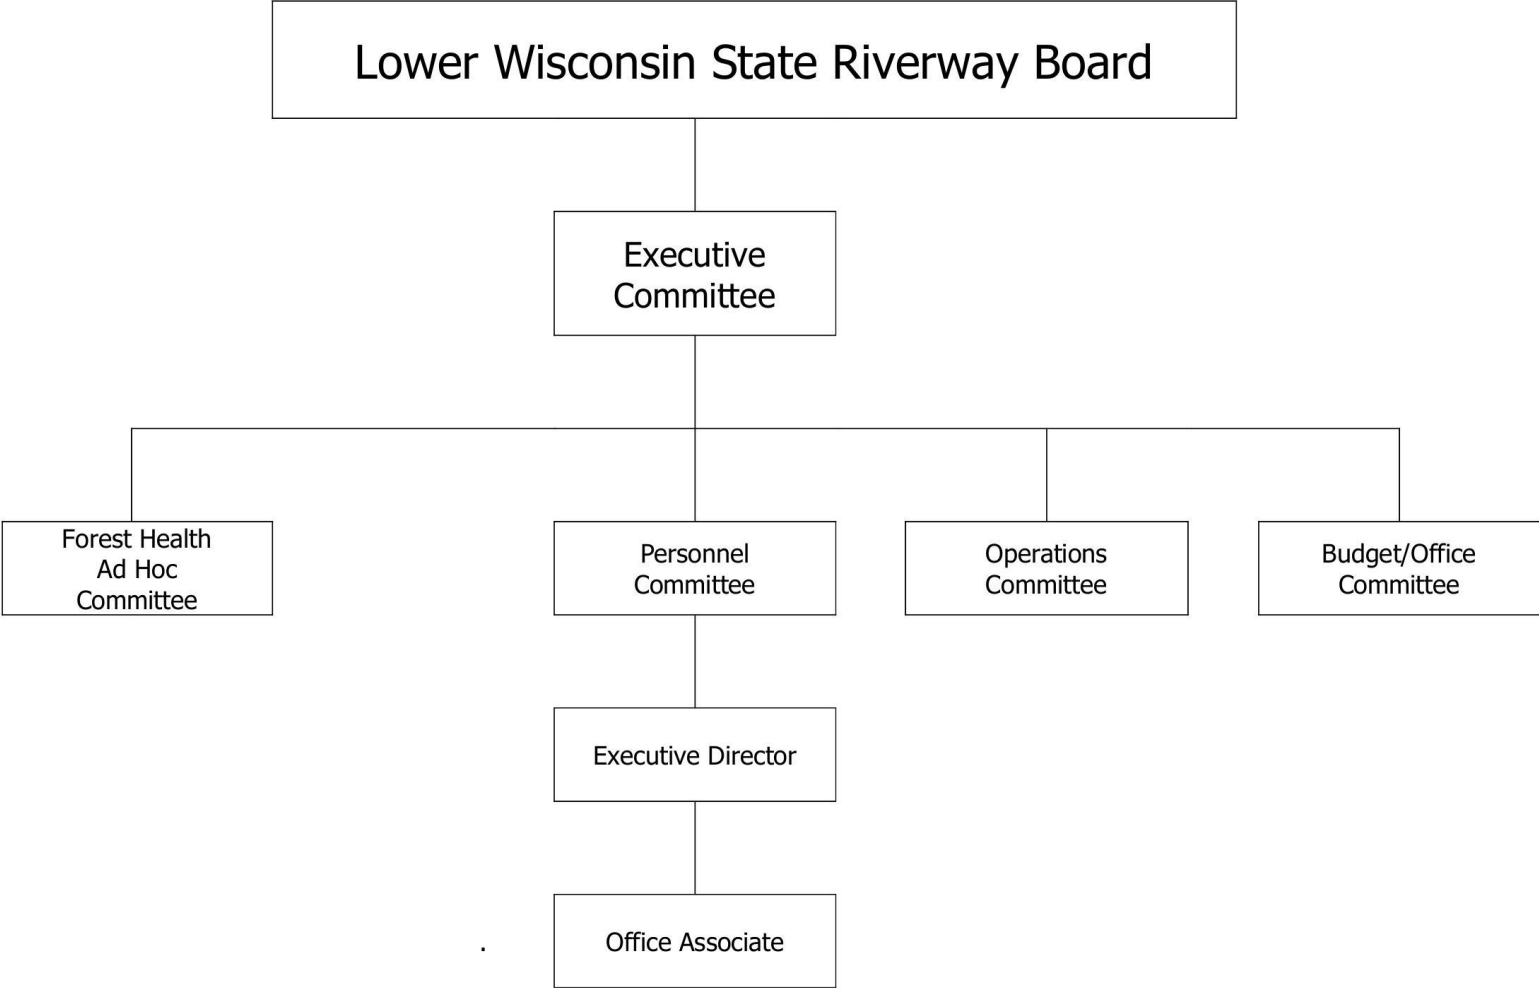 Lower Wisconsin State Riverway Board
Executive
Committee
Forest Health
Ad Hoc
Committee
Personnel
Committee
Operations
Committee
Budget/Office
Committee
Executive Director
.
Office Associate